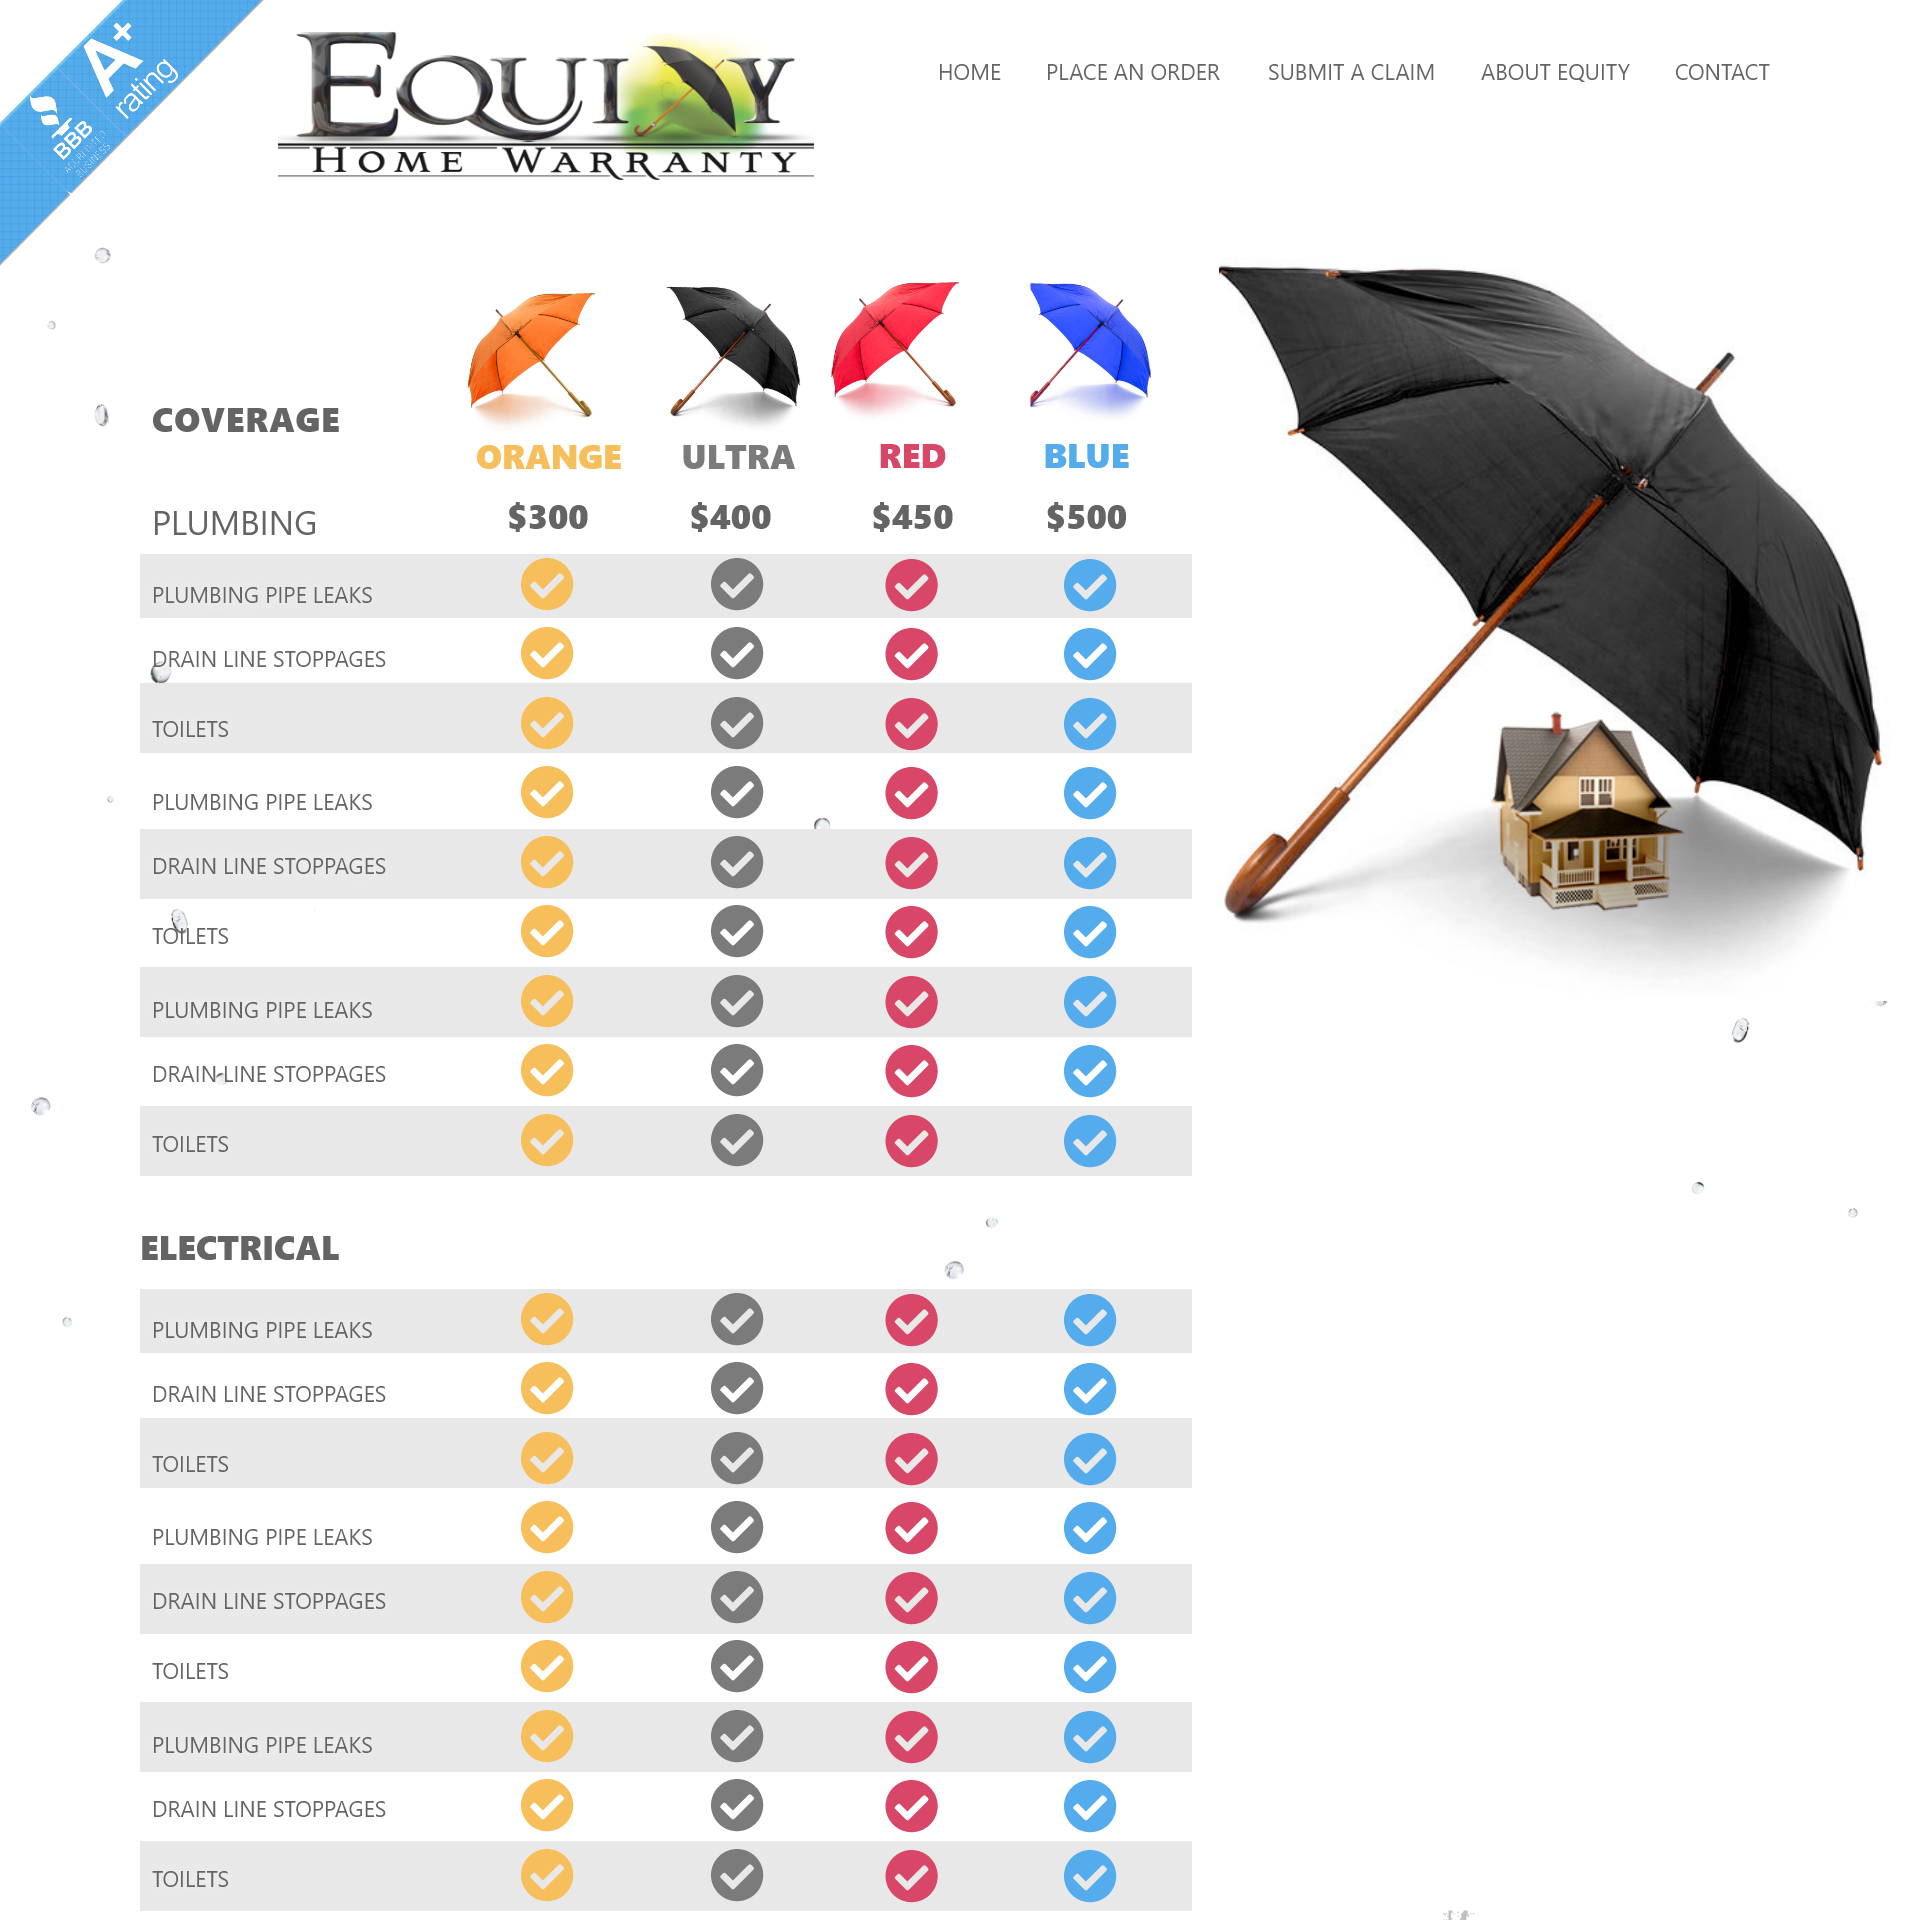 A+
rating
BBB
ACCREDITED
BUSINESS
EQUITY
HOME WARRANTY
HOME PLACE AN ORDER SUBMIT A CLAIM ABOUT EQUITY CONTACT
COVERAGE
ORANGE ULTRA RED BLUE
PLUMBING $300 $400 $450 $500
PLUMBING PIPE LEAKS
DRAIN LINE STOPPAGES
TOILETS
PLUMBING PIPE LEAKS
DRAIN LINE STOPPAGES
TOILETS
PLUMBING PIPE LEAKS
DRAIN LINE STOPPAGES
TOILETS
ELECTRICAL
PLUMBING PIPE LEAKS
DRAIN LINE STOPPAGES
TOILETS
PLUMBING PIPE LEAKS
DRAIN LINE STOPPAGES
TOILETS
PLUMBING PIPE LEAKS
DRAIN LINE STOPPAGES
TOILETS